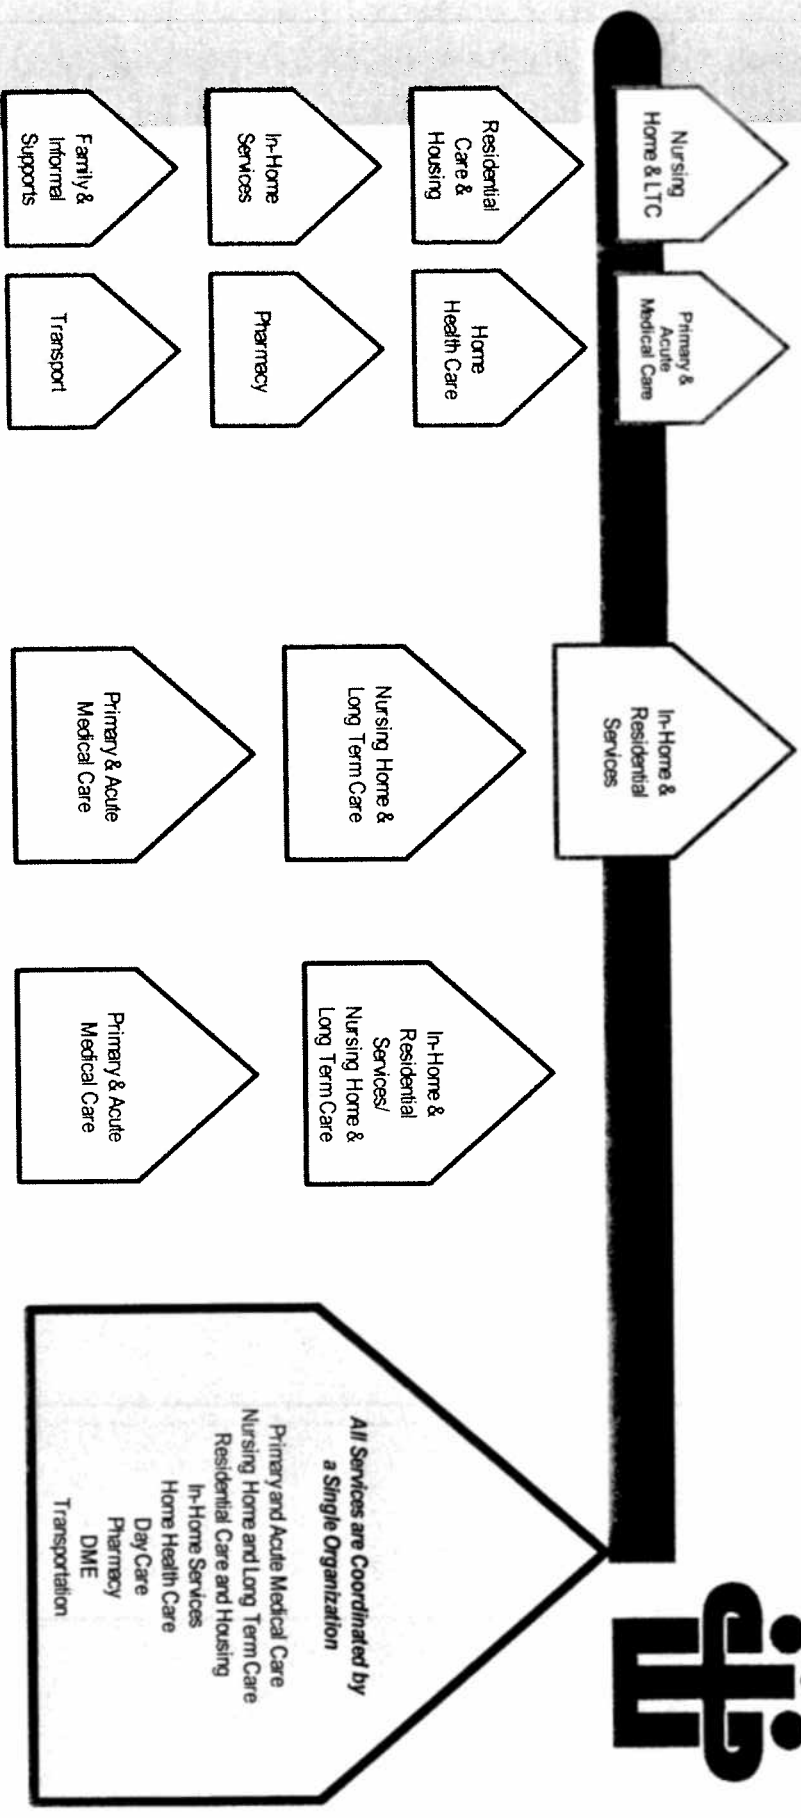 Nursing
Home & LTC
Primary &
Acute
Medical Care
Residential
Care &
Housing
Home
Health Care
In-Home
Services
Pharmacy
Family &
Informal
Supports
Transport
In-Home &
Residential
Services
Nursing Home &
Long Term Care
Primary & Acute
Medical Care
In-Home &
Residential
Services/
Nursing Home &
Long Term Care
Primary & Acute
Medical Care
All Services are Coordinated by
a Single Organization
Primary and Acute Medical Care
Nursing Home and Long Term Care
Residential Care and Housing
In-Home Services
Home Health Care
Day Care
Pharmacy
DME
Transportation